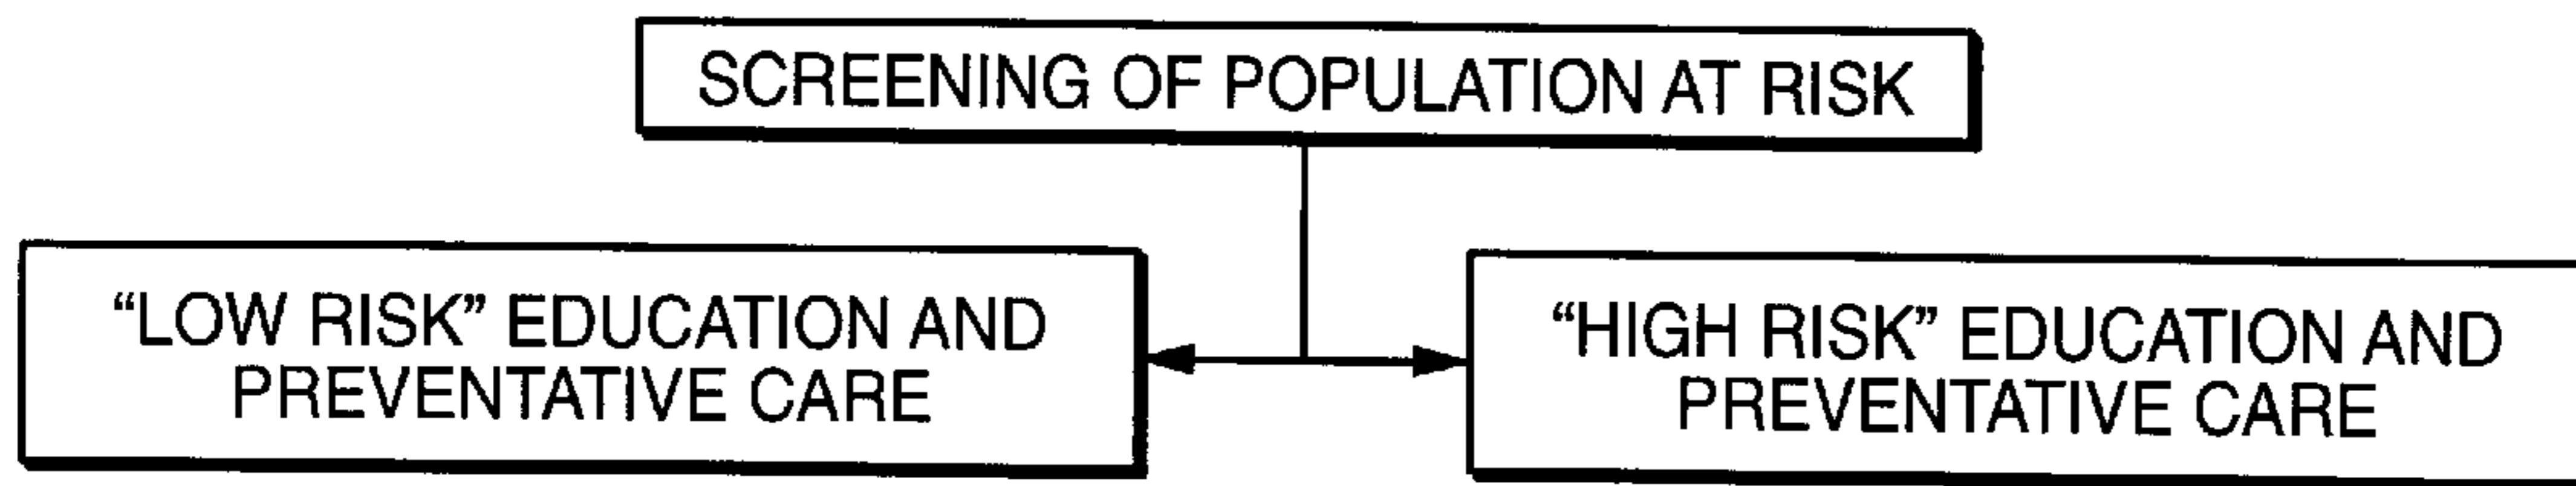 SCREENING OF POPULATION AT RISK
“LOW RISK” EDUCATION AND
PREVENTATIVE CARE
“HIGH RISK” EDUCATION AND
PREVENTATIVE CARE